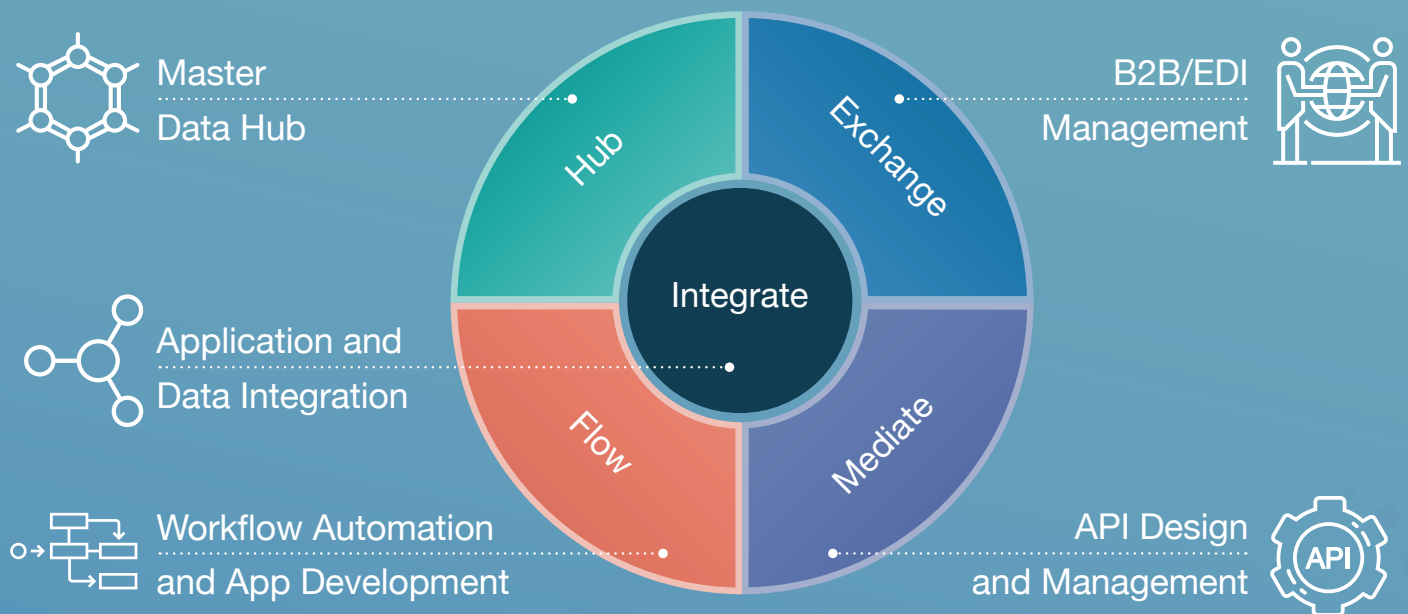 Master
Data Hub
Hub
Exchange
B2B/EDI
Management
Integrate
Application and
Data Integration
Flow
Mediate
Workflow Automation
and App Development
API Design
and Management
API